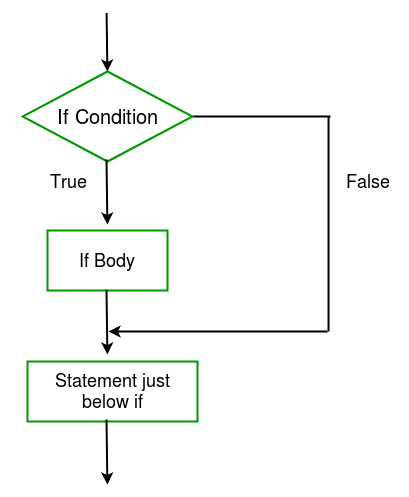 If Condition
True
False
If Body
Statement just
below if